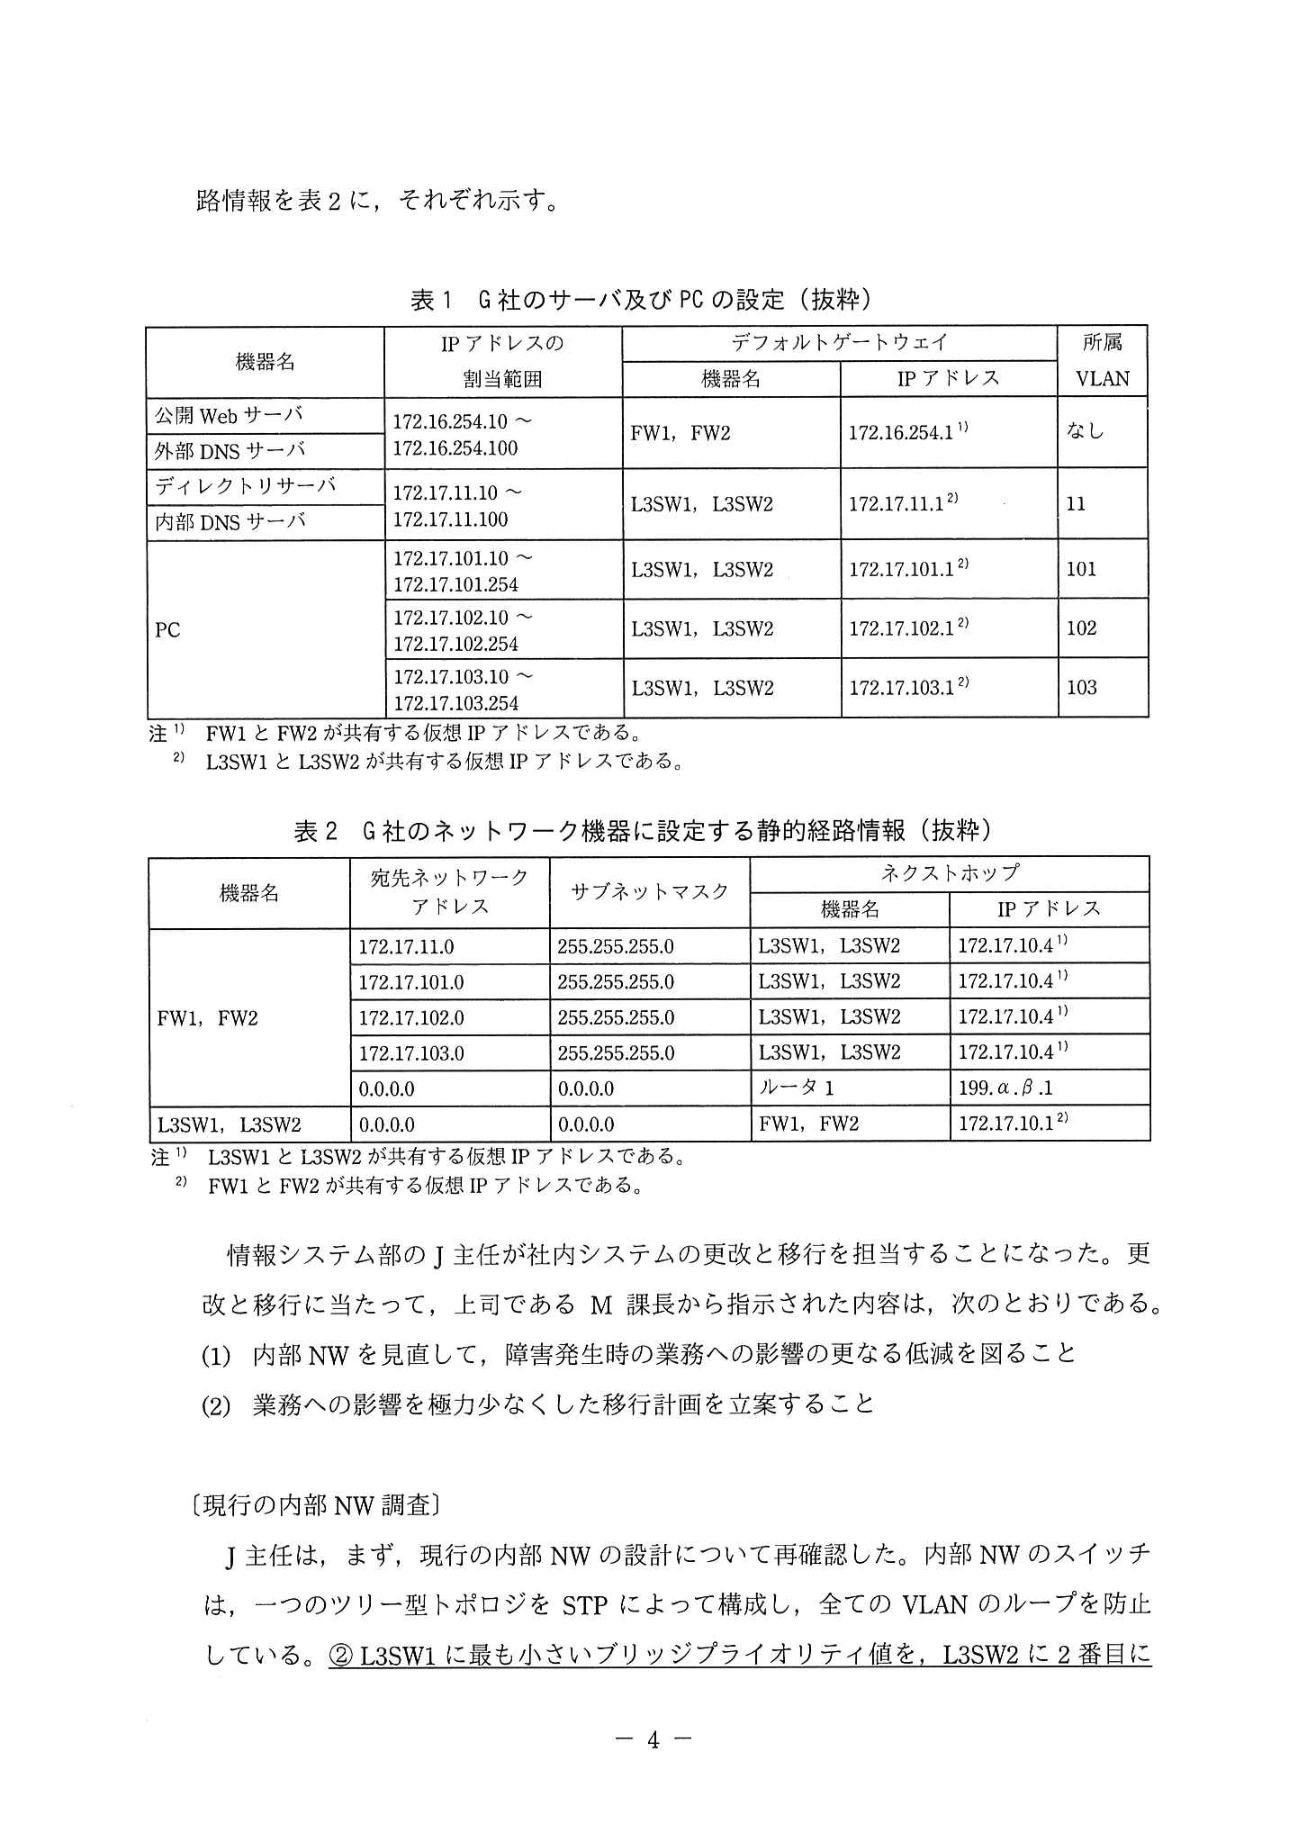 路情報を表2に，それぞれ示す。
表1　G社のサーバ及びPCの設定（抜粋）
機器名　IPアドレスの割当範囲　デフォルトゲートウェイ　所属VLAN
機器名　IPアドレス
公開Webサーバ　172.16.254.10 ～　FW1，FW2　172.16.254.1 1)　なし
外部DNSサーバ　172.16.254.100
ディレクトリサーバ　172.17.11.10 ～　L3SW1，L3SW2　172.17.11.1 2)　11
内部DNSサーバ　172.17.11.100
PC　172.17.101.10 ～ 172.17.101.254　L3SW1，L3SW2　172.17.101.1 2)　101
172.17.102.10 ～ 172.17.102.254　L3SW1，L3SW2　172.17.102.1 2)　102
172.17.103.10 ～ 172.17.103.254　L3SW1，L3SW2　172.17.103.1 2)　103
注 1)　FW1とFW2が共有する仮想IPアドレスである。
2)　L3SW1とL3SW2が共有する仮想IPアドレスである。
表2　G社のネットワーク機器に設定する静的経路情報（抜粋）
機器名　宛先ネットワークアドレス　サブネットマスク　ネクストホップ
機器名　IPアドレス
FW1，FW2　172.17.11.0　255.255.255.0　L3SW1，L3SW2　172.17.10.4 1)
172.17.101.0　255.255.255.0　L3SW1，L3SW2　172.17.10.4 1)
172.17.102.0　255.255.255.0　L3SW1，L3SW2　172.17.10.4 1)
172.17.103.0　255.255.255.0　L3SW1，L3SW2　172.17.10.4 1)
0.0.0.0　0.0.0.0　ルータ1　199.α.β.1
L3SW1，L3SW2　0.0.0.0　0.0.0.0　FW1，FW2　172.17.10.1 2)
注 1)　L3SW1とL3SW2が共有する仮想IPアドレスである。
2)　FW1とFW2が共有する仮想IPアドレスである。
情報システム部のJ主任が社内システムの更改と移行を担当することになった。更
改と移行に当たって，上司であるM課長から指示された内容は，次のとおりである。
(1)　内部NWを見直して，障害発生時の業務への影響の更なる低減を図ること
(2)　業務への影響を極力少なくした移行計画を立案すること
〔現行の内部NW調査〕
J主任は，まず，現行の内部NWの設計について再確認した。内部NWのスイッチ
は，一つのツリー型トポロジをSTPによって構成し，全てのVLANのループを防止
している。②L3SW1に最も小さいブリッジプライオリティ値を，L3SW2に2番目に
－ 4 －